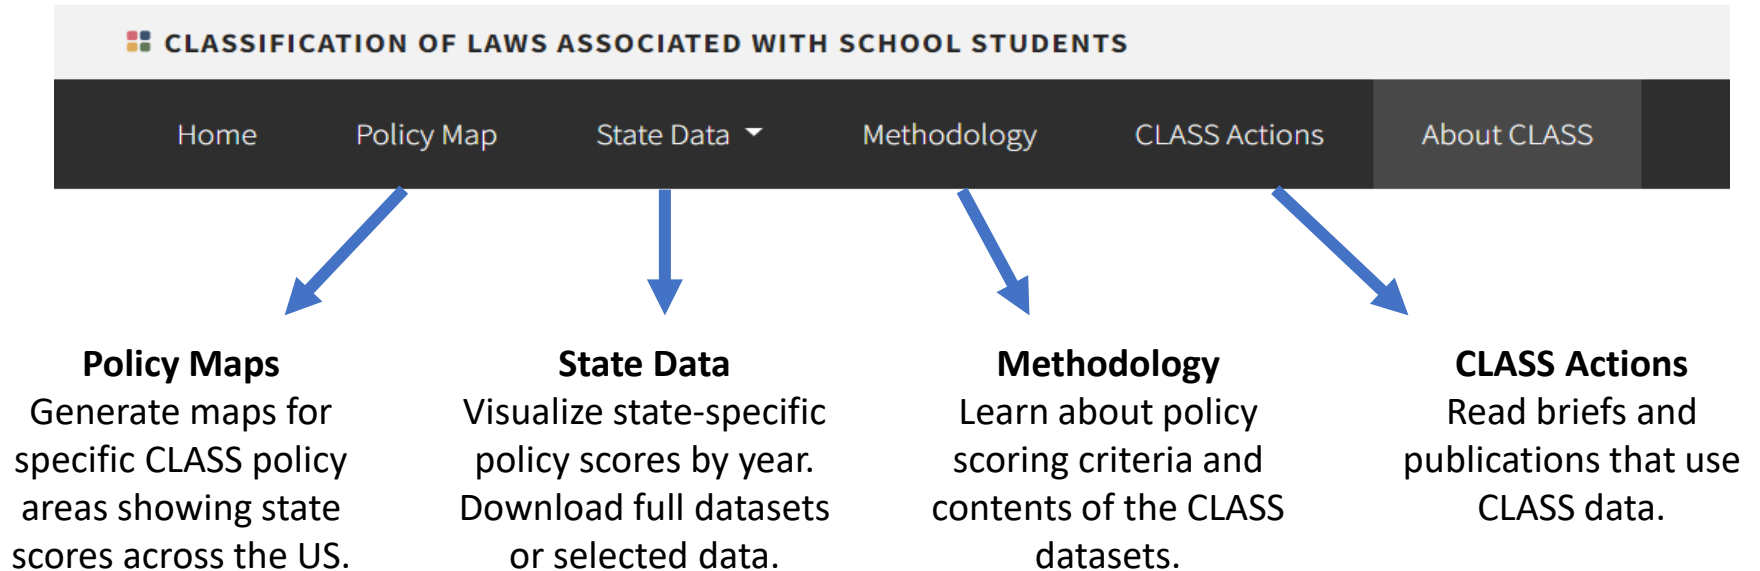 CLASSIFICATION OF LAWS ASSOCIATED WITH SCHOOL STUDENTS
Home Policy Map State Data Methodology CLASS Actions About CLASS
Policy Maps
Generate maps for
specific CLASS policy
areas showing state
scores across the US.
State Data
Visualize state-specific
policy scores by year.
Download full datasets
or selected data.
Methodology
Learn about policy
scoring criteria and
contents of the CLASS
datasets.
CLASS Actions
Read briefs and
publications that use
CLASS data.